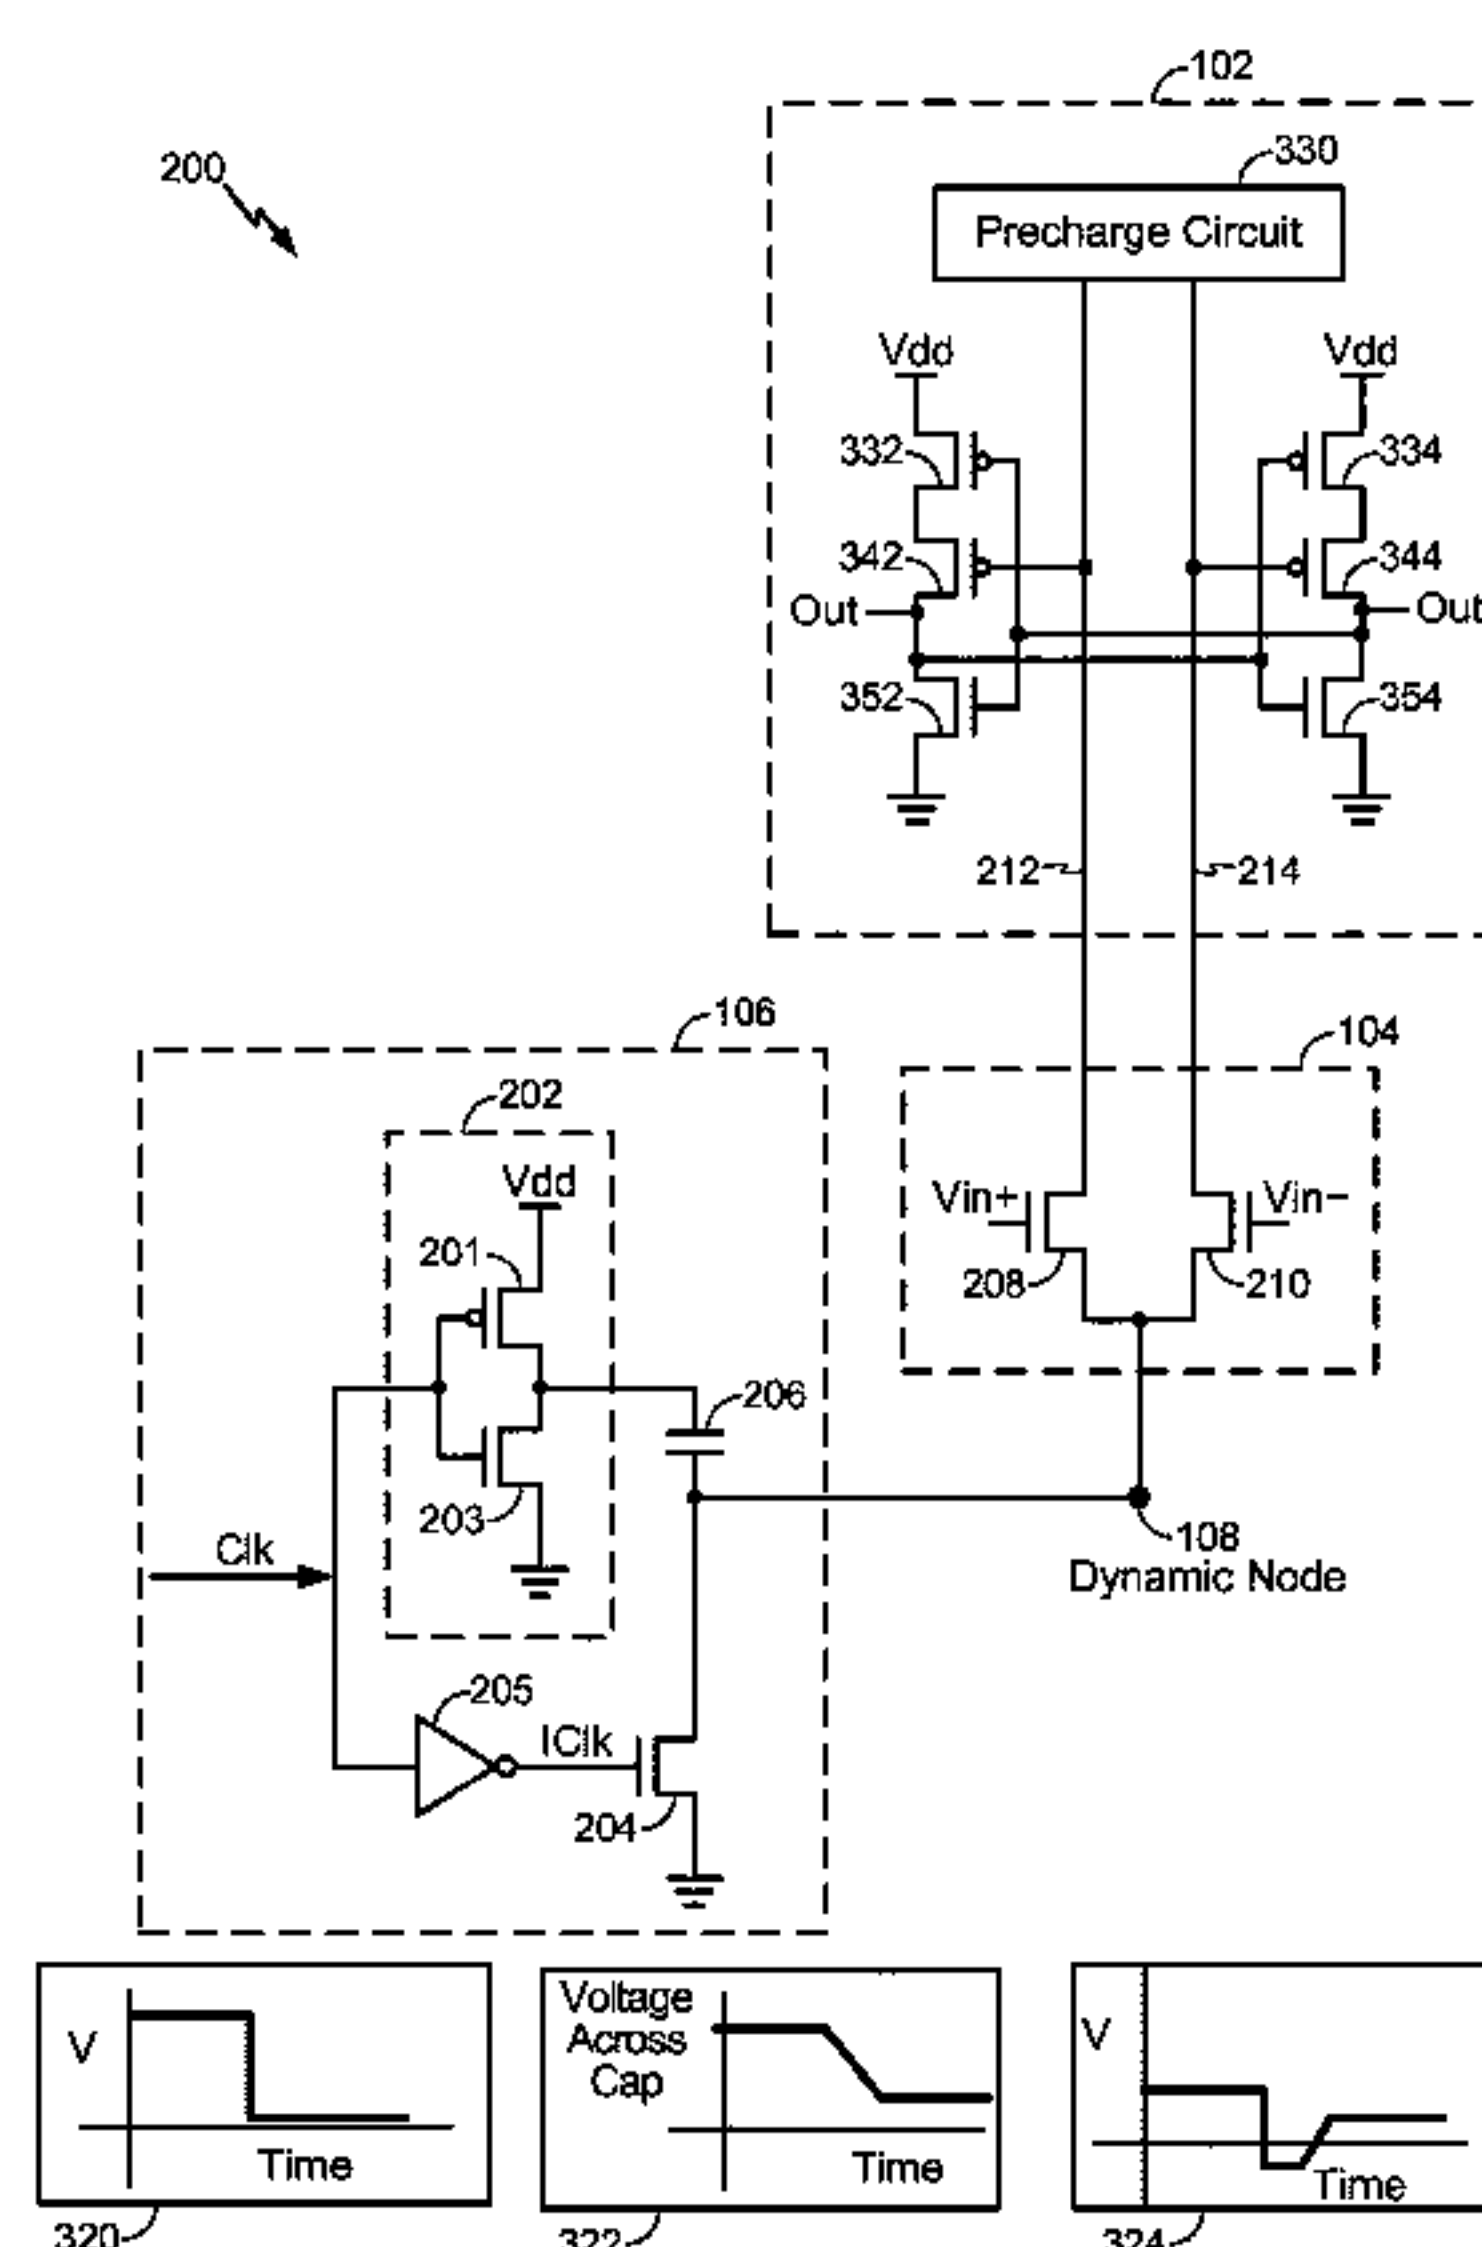 102
200
330
Precharge Circuit
Vdd
Vdd
332
334
342
344
Out
Out
352
354
212
214
106
104
202
Vdd
Vin+
Vin−
201
208
210
206
203
Clk
108
Dynamic Node
205
IClk
204
V
Time
320
Voltage
Across
Cap
Time
322
V
Time
324